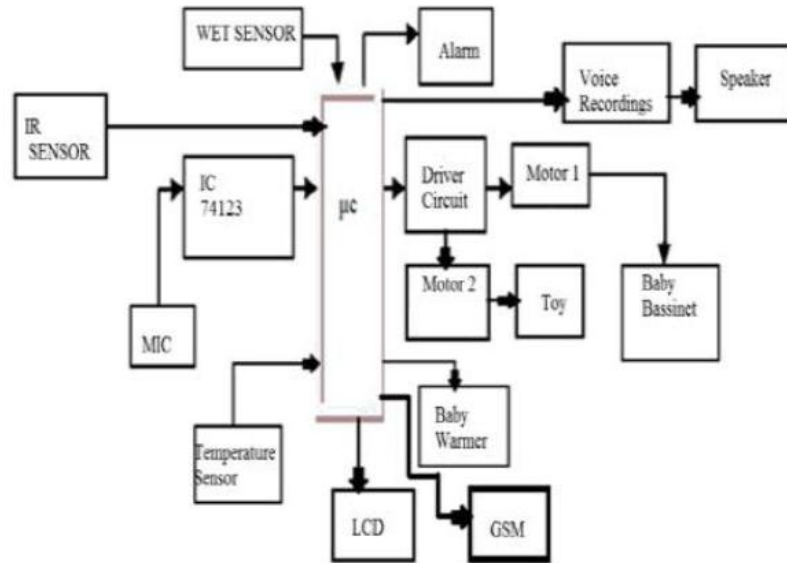 WET SENSOR
Alarm
Voice
Recordings
Speaker
IR
SENSOR
IC
74123
μc
Driver
Circuit
Motor 1
Motor 2
Toy
Baby
Bassinet
MIC
Temperature
Sensor
Baby
Warmer
LCD
GSM